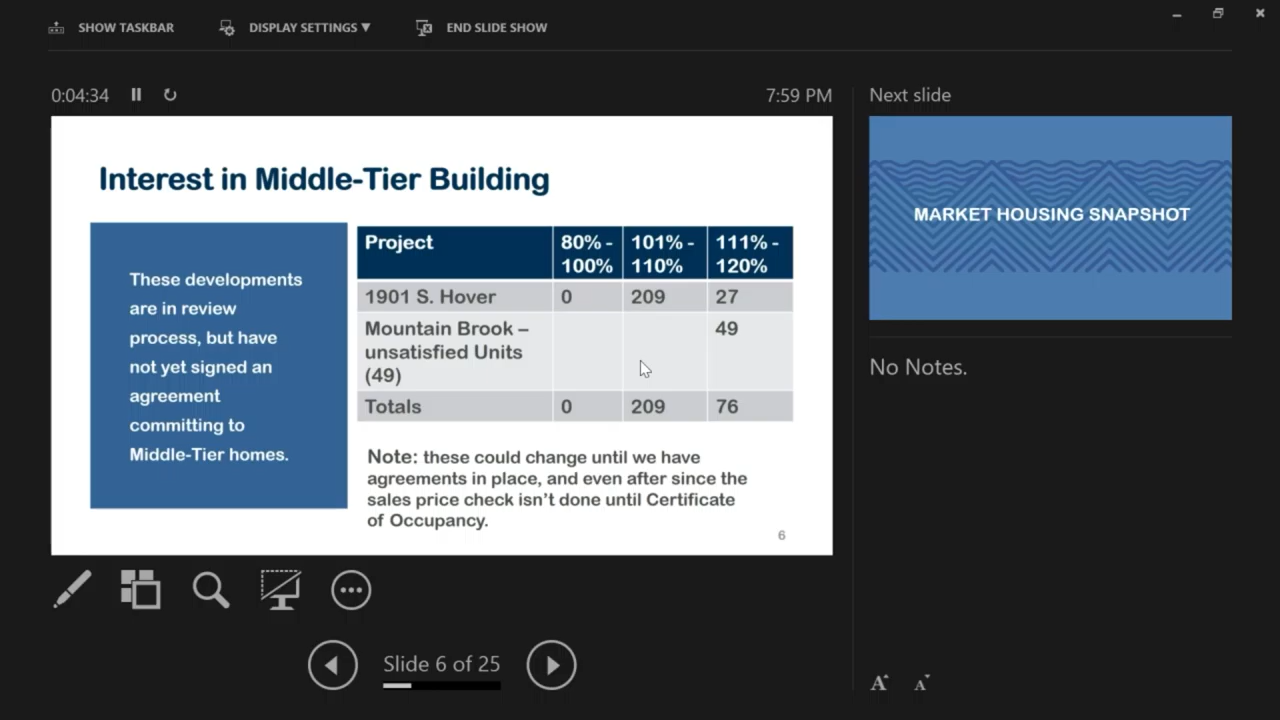 SHOW TASKBAR
DISPLAY SETTINGS ▼
END SLIDE SHOW
0:04:34
7:59 PM
Next slide
Interest in Middle-Tier Building
These developments
are in review
process, but have
not yet signed an
agreement
committing to
Middle-Tier homes.
Project 80% - 100% 101% - 110% 111% - 120%
1901 S. Hover 0 209 27
Mountain Brook – 49
unsatisfied Units
(49)
Totals 0 209 76
Note: these could change until we have
agreements in place, and even after since the
sales price check isn't done until Certificate
of Occupancy.
6
MARKET HOUSING SNAPSHOT
No Notes.
Slide 6 of 25
A A